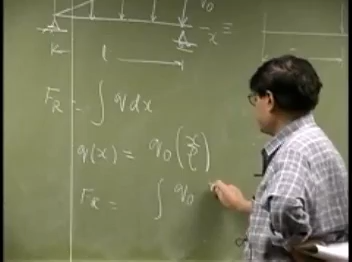 q₀
x
l
F_R = ∫ q dx
q(x) = q₀ (x/l)
F_R = ∫ q₀